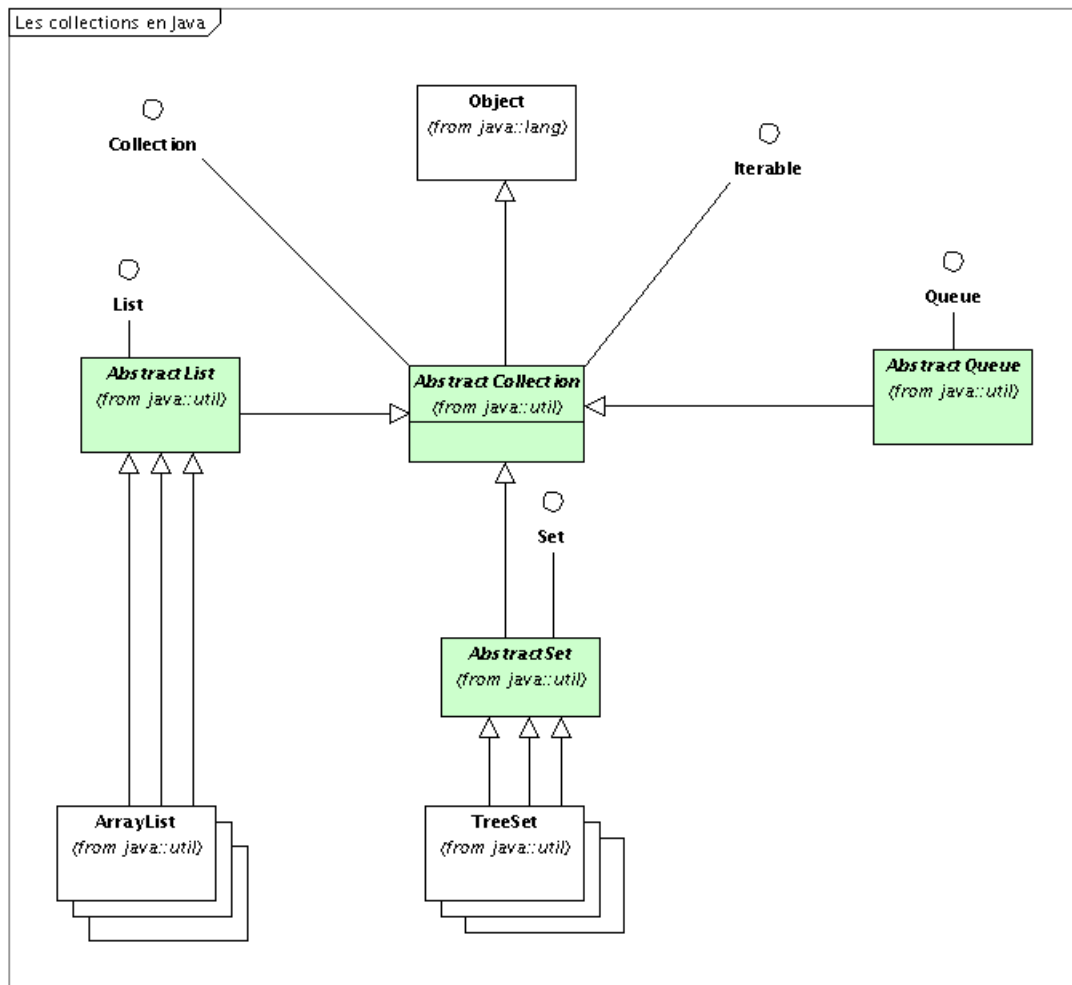 Les collections en Java
Object
(from java::lang)
Collection
Iterable
List
Queue
AbstractList
(from java::util)
AbstractCollection
(from java::util)
AbstractQueue
(from java::util)
Set
AbstractSet
(from java::util)
ArrayList
(from java::util)
TreeSet
(from java::util)